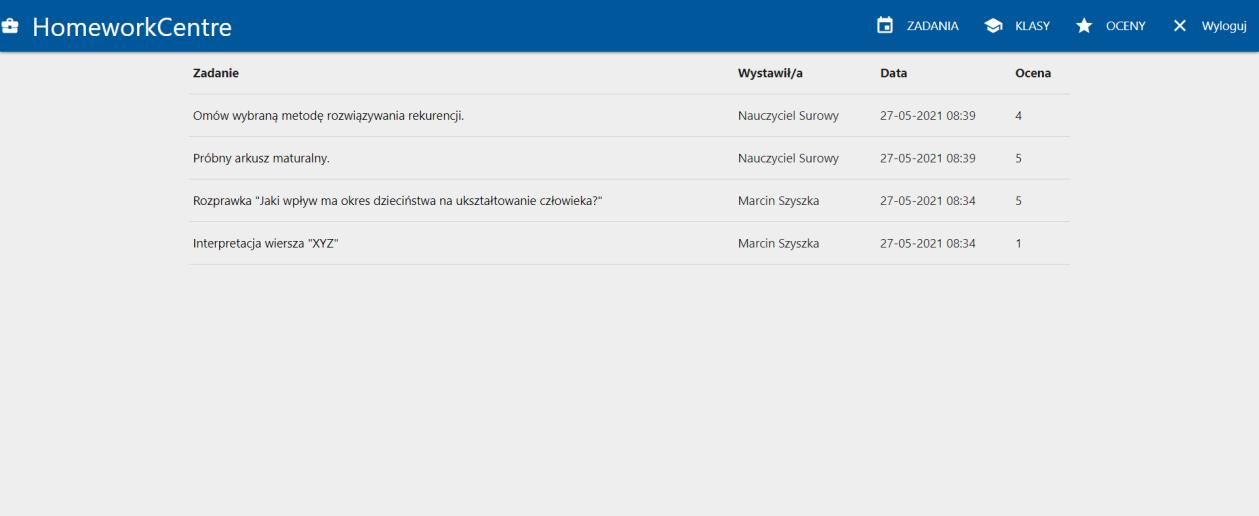 HomeworkCentre ZADANIA KLASY OCENY Wyloguj
Zadanie Wystawił/a Data Ocena
Omów wybraną metodę rozwiązywania rekurencji. Nauczyciel Surowy 27-05-2021 08:39 4
Próbny arkusz maturalny. Nauczyciel Surowy 27-05-2021 08:39 5
Rozprawka "Jaki wpływ ma okres dzieciństwa na ukształtowanie człowieka?" Marcin Szyszka 27-05-2021 08:34 5
Interpretacja wiersza "XYZ" Marcin Szyszka 27-05-2021 08:34 1